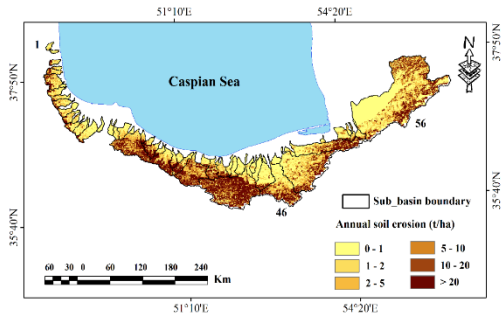 51°10'E 54°20'E
1
N
37°50'N
37°50'N
Caspian Sea
56
46
Sub_basin boundary
Annual soil erosion (t/ha)
0 - 1 5 - 10
1 - 2 10 - 20
2 - 5 > 20
35°40'N
35°40'N
60 30 0 60 120 180 240
Km
51°10'E 54°20'E